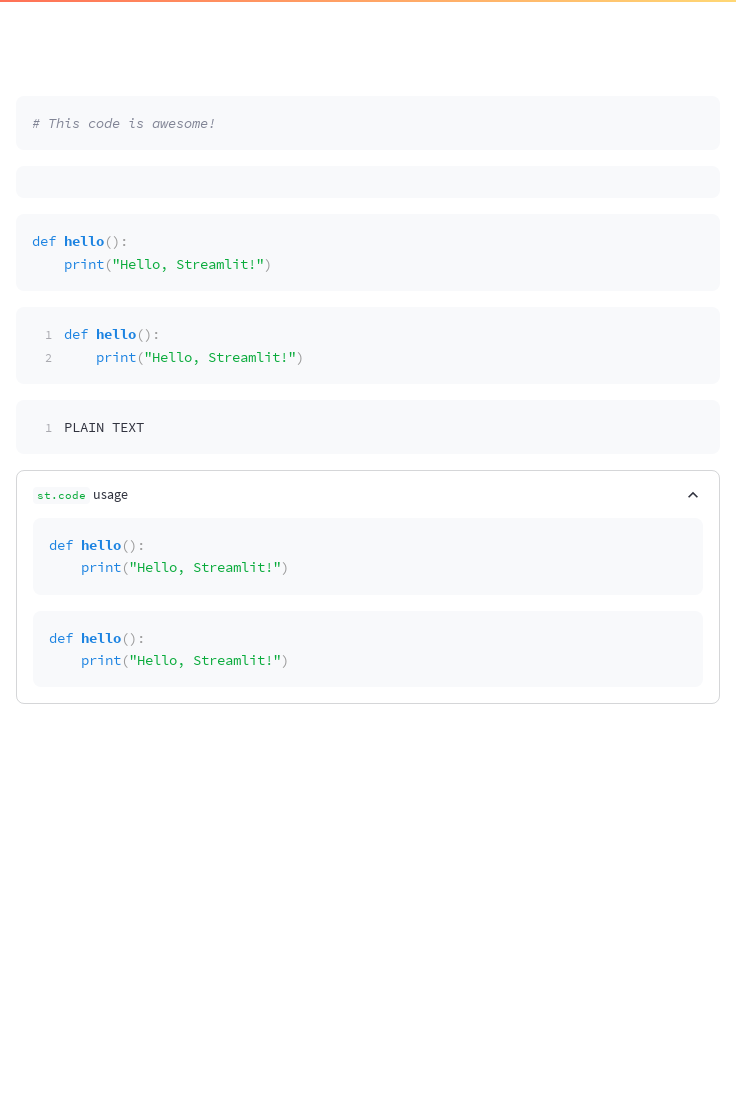 # This code is awesome!
def hello():
    print("Hello, Streamlit!")
1 def hello():
2     print("Hello, Streamlit!")
1 PLAIN TEXT
st.code usage
def hello():
    print("Hello, Streamlit!")
def hello():
    print("Hello, Streamlit!")